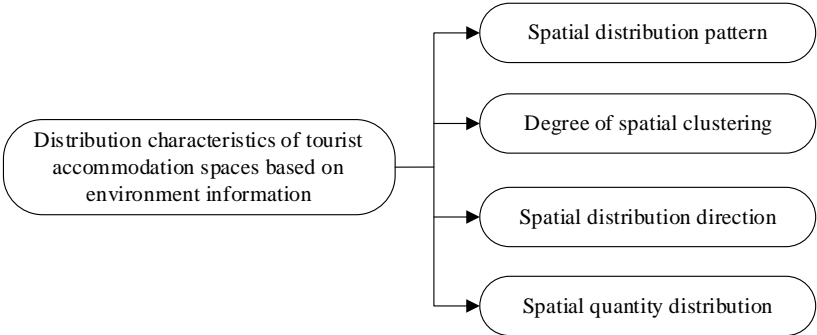 Distribution characteristics of tourist
accommodation spaces based on
environment information
Spatial distribution pattern
Degree of spatial clustering
Spatial distribution direction
Spatial quantity distribution